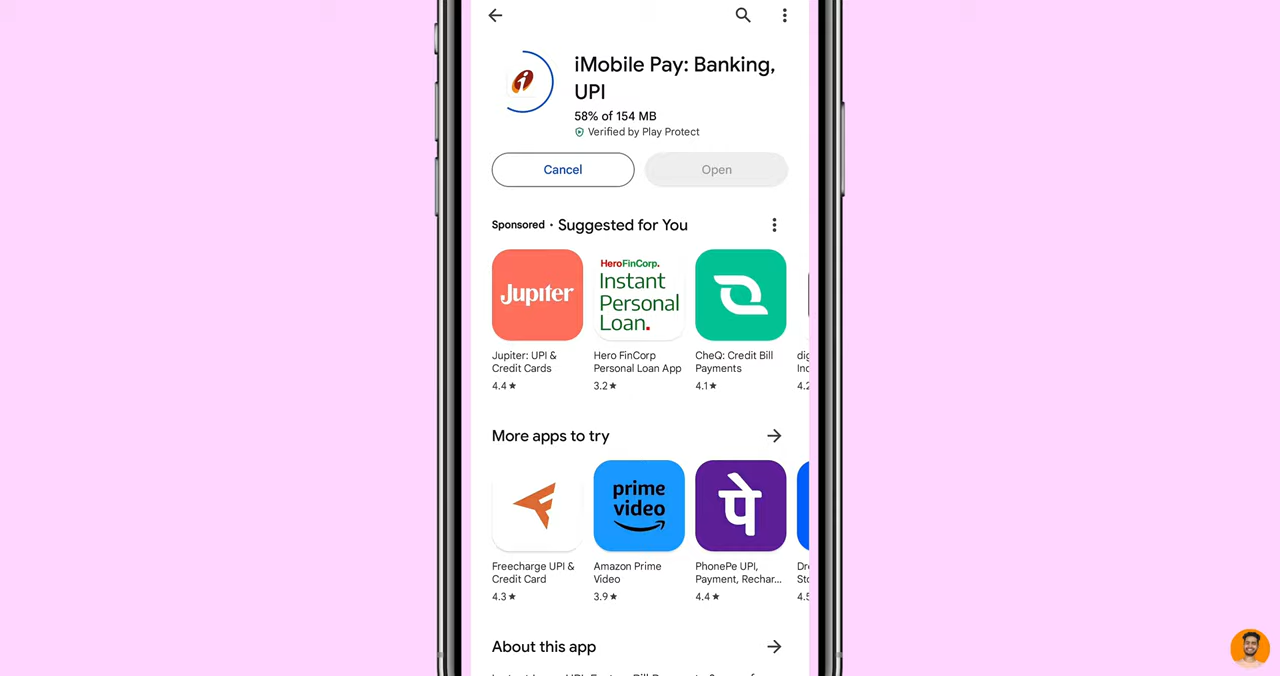 iMobile Pay: Banking,
UPI
58% of 154 MB
Verified by Play Protect
Cancel
Open
Sponsored · Suggested for You
Jupiter
HeroFinCorp.
Instant
Personal
Loan.
Jupiter: UPI &
Credit Cards
4.4★
Hero FinCorp
Personal Loan App
3.2★
CheQ: Credit Bill
Payments
4.1★
More apps to try
prime
video
पे
Freecharge UPI &
Credit Card
4.3★
Amazon Prime
Video
3.9★
PhonePe UPI,
Payment, Rechar...
4.4★
About this app